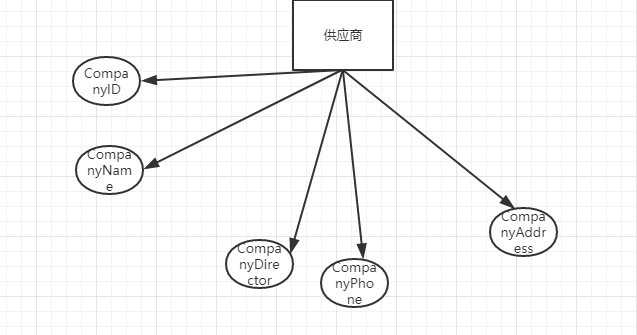 供应商
Compa
nyID
Compa
nyNam
e
Compa
nyDire
ctor
Compa
nyPho
ne
Compa
nyAddr
ess